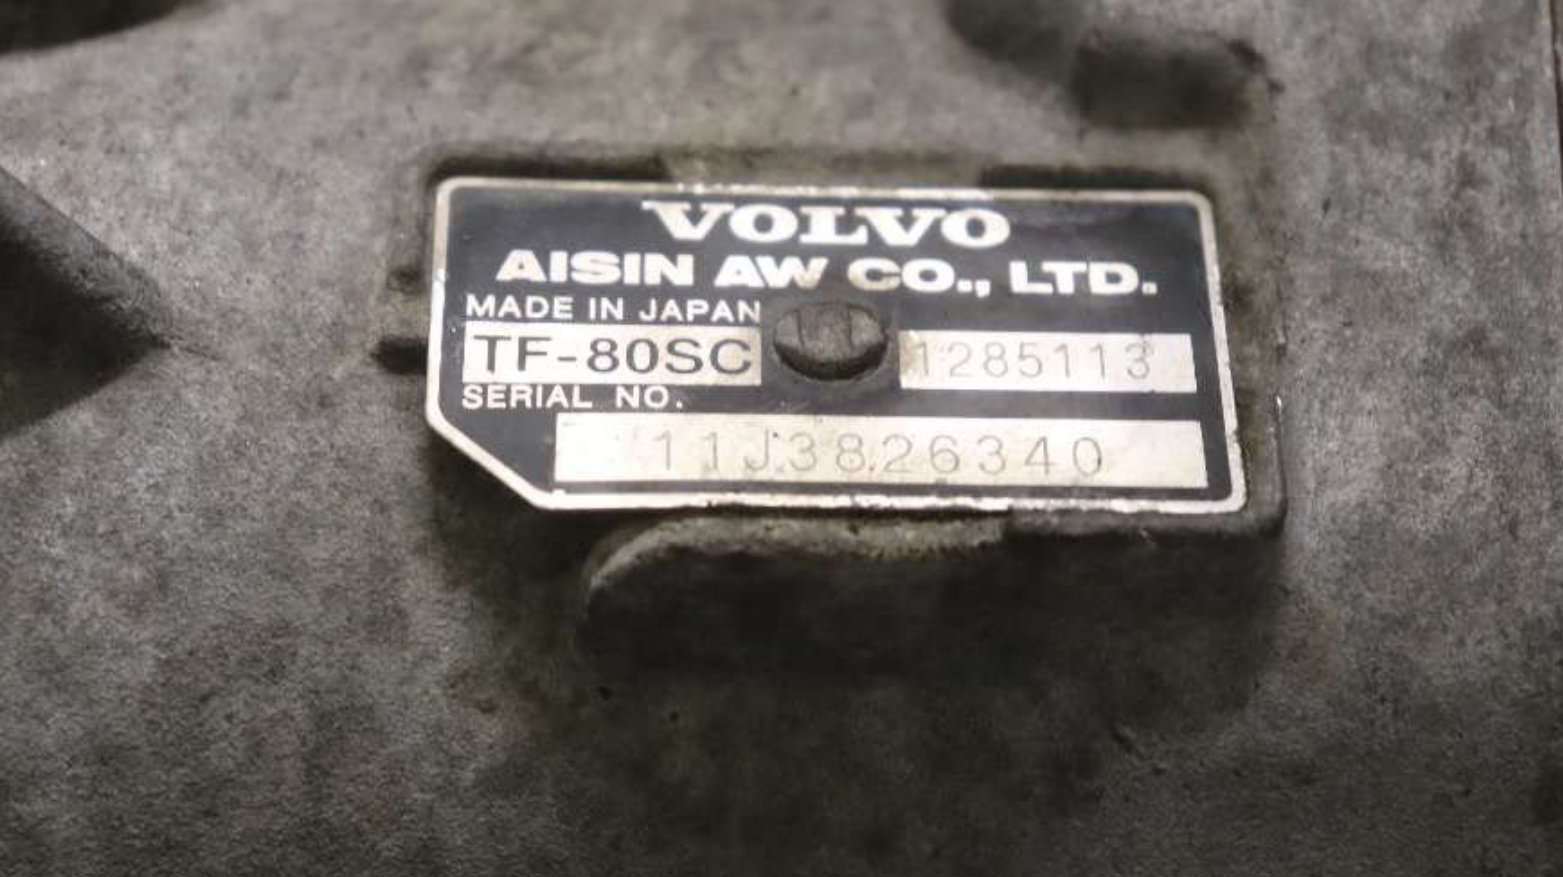 VOLVO
AISIN AW CO., LTD.
MADE IN JAPAN
TF-80SC 1285113
SERIAL NO.
11J3826340